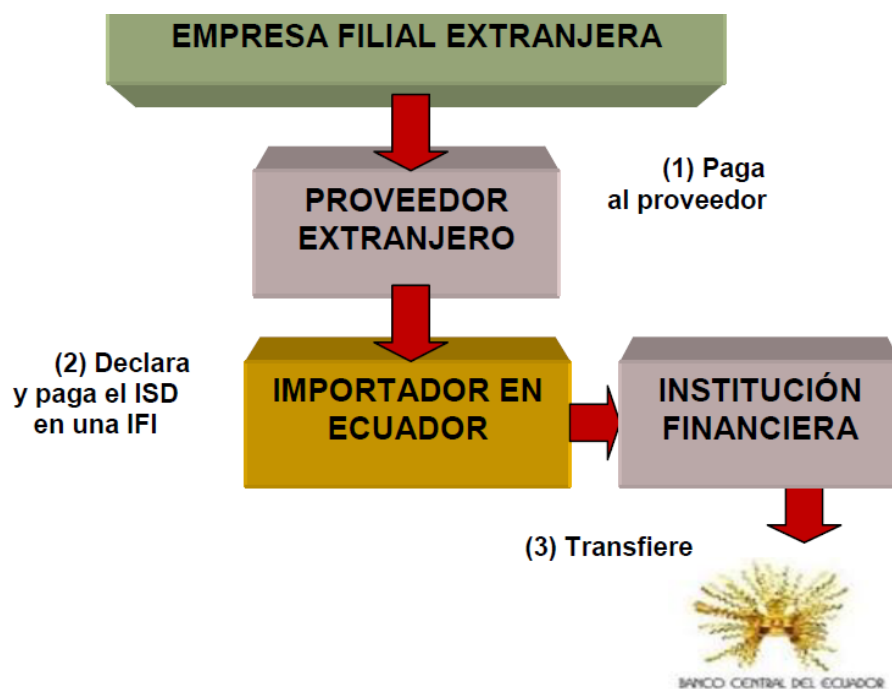 EMPRESA FILIAL EXTRANJERA
(1) Paga
al proveedor
PROVEEDOR
EXTRANJERO
(2) Declara
y paga el ISD
en una IFI
IMPORTADOR EN
ECUADOR
INSTITUCIÓN
FINANCIERA
(3) Transfiere
BANCO CENTRAL DEL ECUADOR